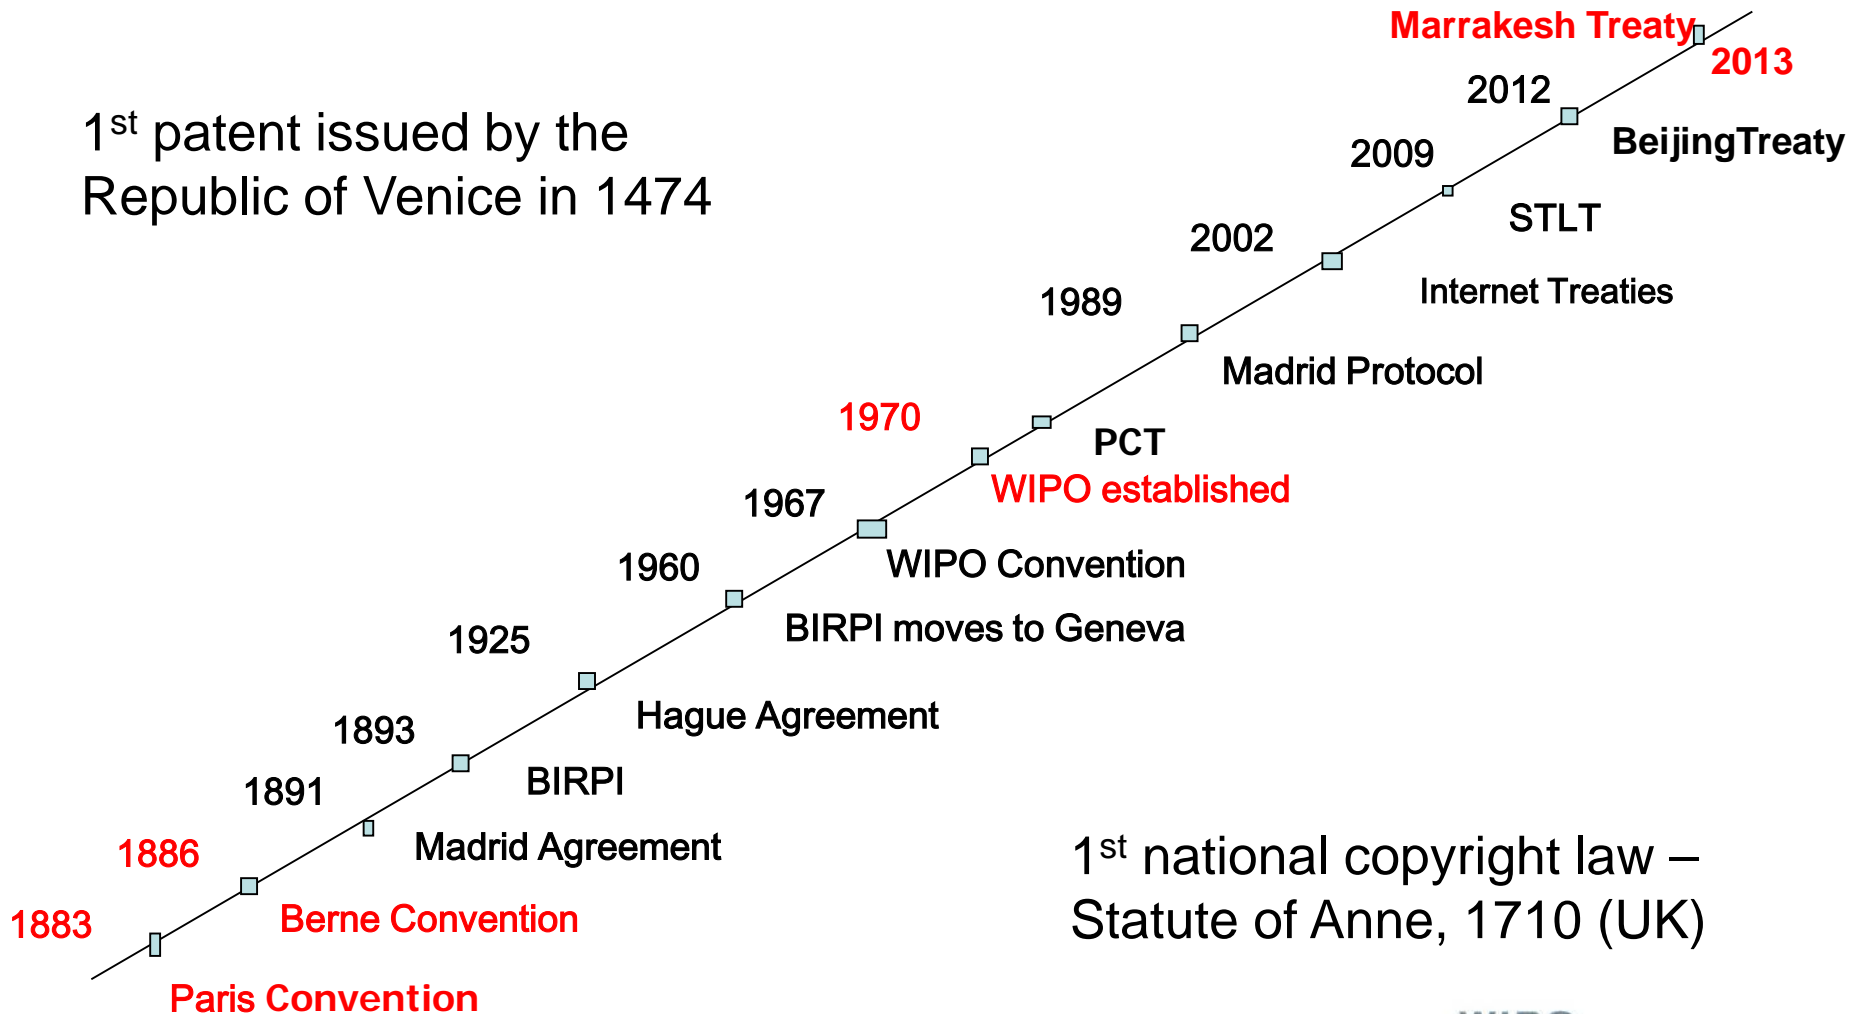 Marrakesh Treaty
2013
2012
BeijingTreaty
1st patent issued by the
Republic of Venice in 1474
2009
STLT
2002
Internet Treaties
1989
Madrid Protocol
1970
PCT
WIPO established
1967
WIPO Convention
1960
BIRPI moves to Geneva
1925
Hague Agreement
1893
BIRPI
1891
Madrid Agreement
1886
Berne Convention
1883
Paris Convention
1st national copyright law –
Statute of Anne, 1710 (UK)